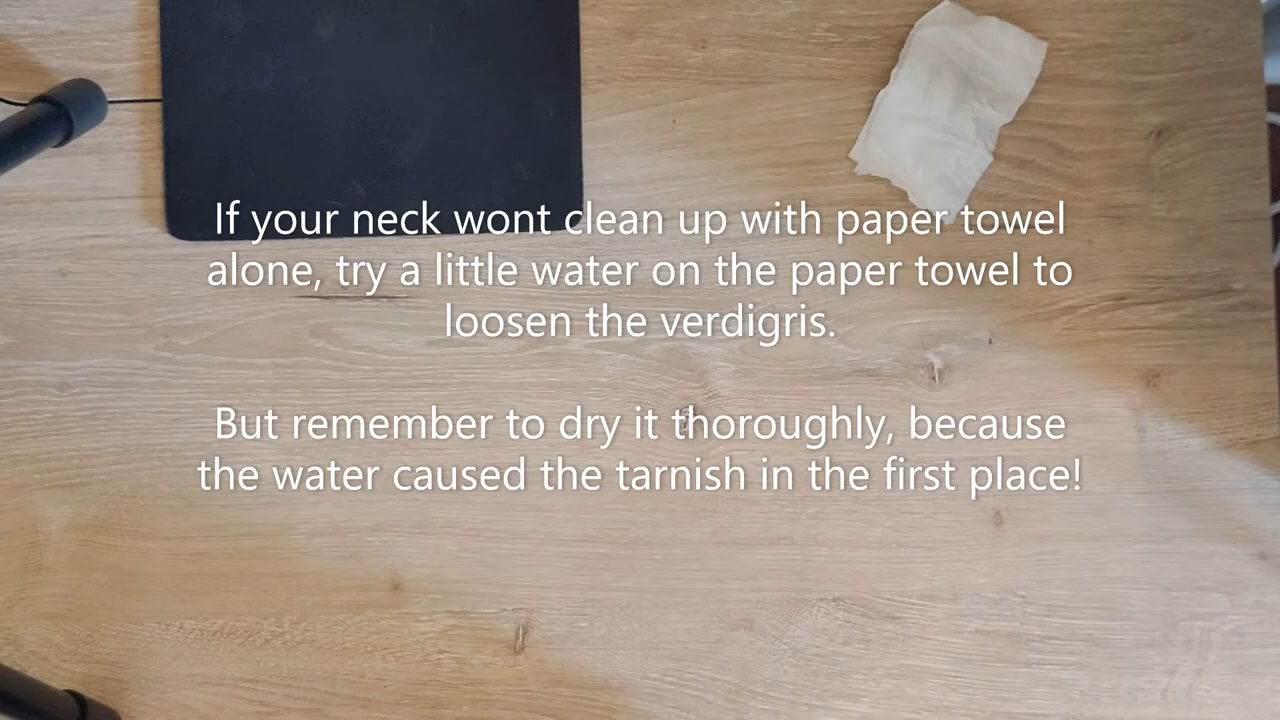 If your neck wont clean up with paper towel
alone, try a little water on the paper towel to
loosen the verdigris.
But remember to dry it thoroughly, because
the water caused the tarnish in the first place!